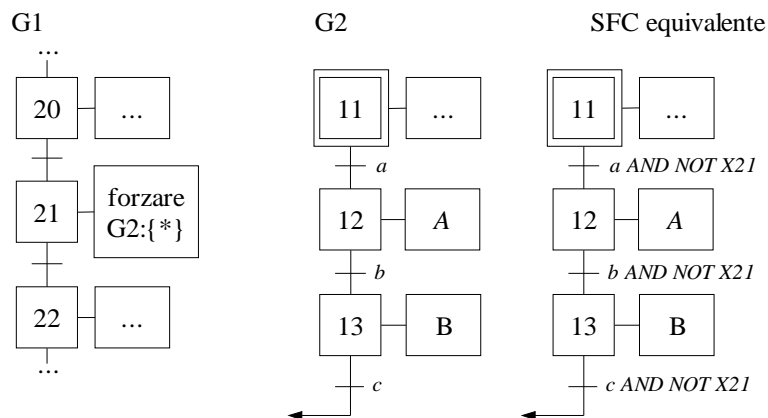 G1
G2
SFC equivalente
...
20
...
21
forzare
G2:{*}
22
...
...
11
...
a
12
A
b
13
B
c
11
...
a AND NOT X21
12
A
b AND NOT X21
13
B
c AND NOT X21